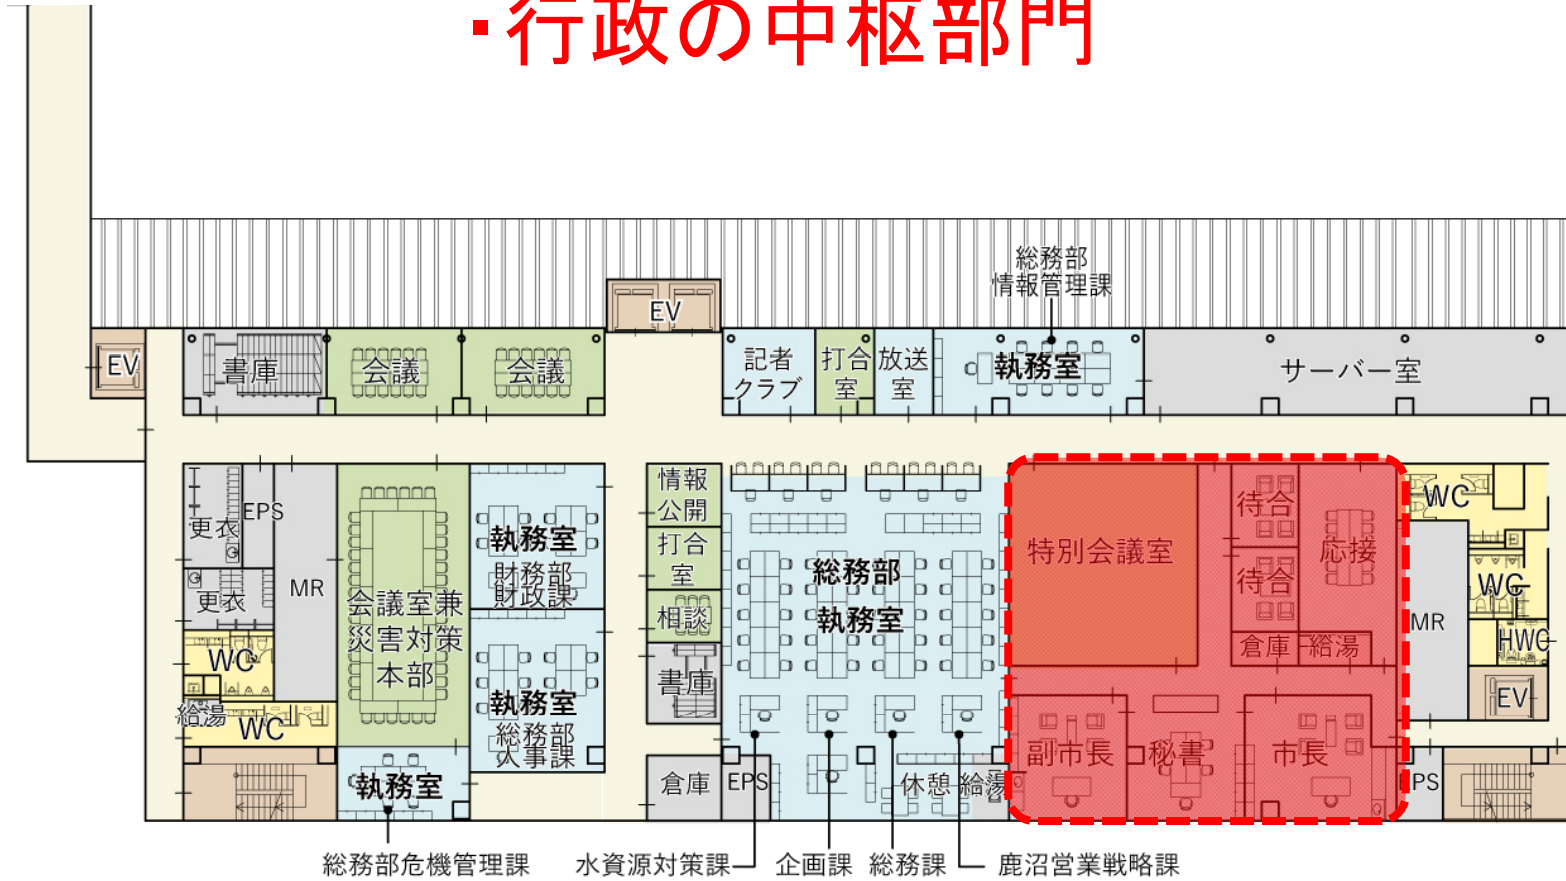 ・行政の中枢部門
総務部
情報管理課
EV
EV
書庫
会議
会議
記者
クラブ
打合
室
放送
室
執務室
サーバー室
更衣
EPS
更衣
MR
WC
給湯
WC
会議室兼
災害対策
本部
執務室
財務部
財政課
執務室
総務部
人事課
執務室
情報
公開
打合
室
相談
書庫
倉庫
EPS
総務部
執務室
休憩
給湯
特別会議室
待合
待合
応接
倉庫
給湯
副市長
秘書
市長
WC
WC
MR
HWC
EV
EPS
総務部危機管理課
水資源対策課
企画課
総務課
鹿沼営業戦略課